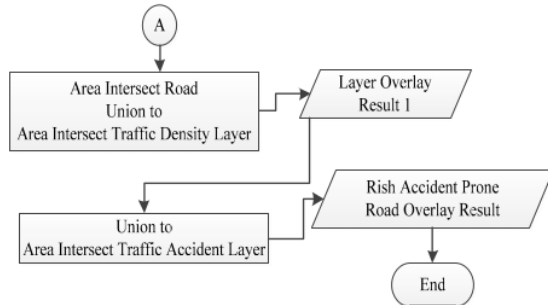 A
Area Intersect Road
Union to
Area Intersect Traffic Density Layer
Layer Overlay
Result 1
Union to
Area Intersect Traffic Accident Layer
Rish Accident Prone
Road Overlay Result
End